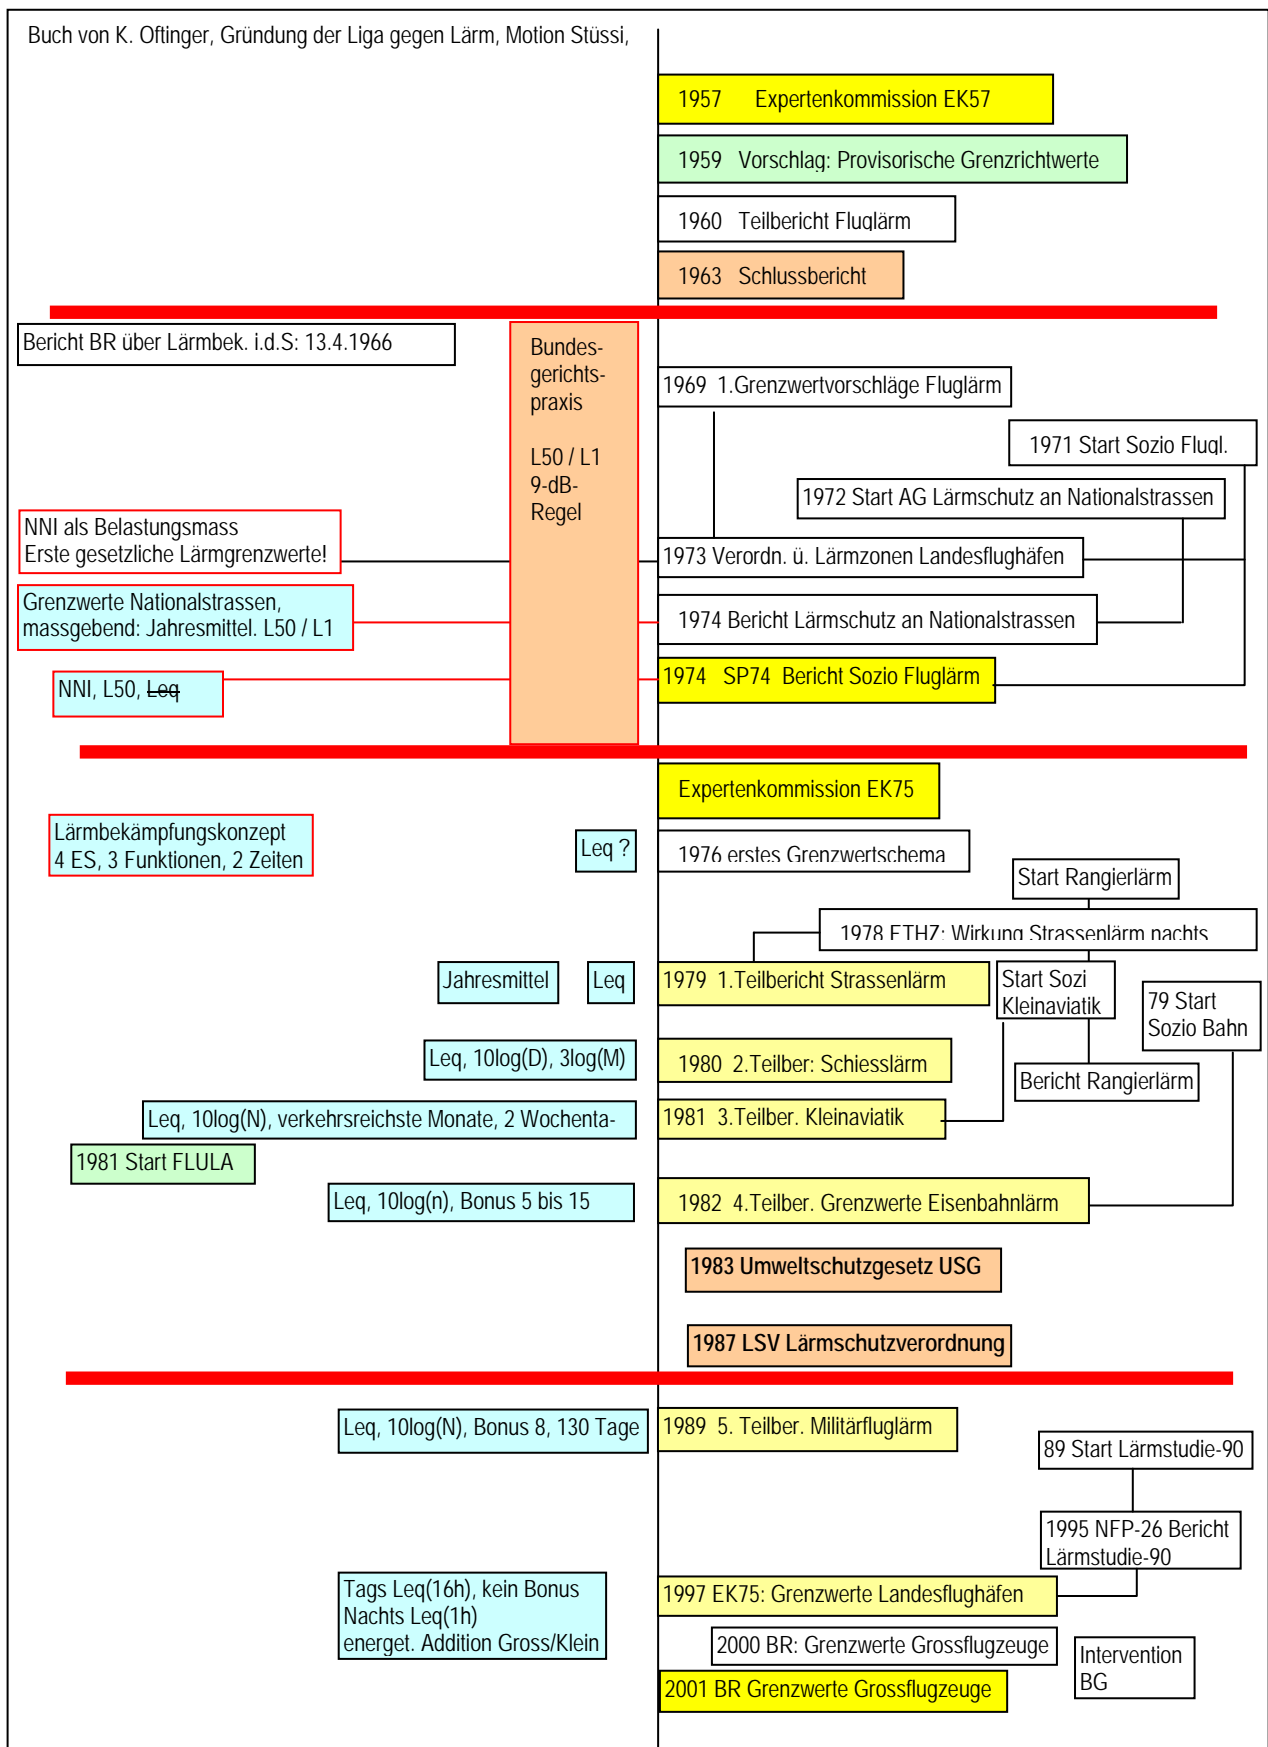 Buch von K. Oftinger, Gründung der Liga gegen Lärm, Motion Stüssi,
1957 Expertenkommission EK57
1959 Vorschlag: Provisorische Grenzrichtwerte
1960 Teilbericht Fluglärm
1963 Schlussbericht
Bericht BR über Lärmbek. i.d.S: 13.4.1966
Bundes-
gerichts-
praxis
L50 / L1
9-dB-
Regel
1969 1.Grenzwertvorschläge Fluglärm
1971 Start Sozio Flugl.
1972 Start AG Lärmschutz an Nationalstrassen
NNI als Belastungsmass
Erste gesetzliche Lärmgrenzwerte!
1973 Verordn. ü. Lärmzonen Landesflughäfen
Grenzwerte Nationalstrassen,
massgebend: Jahresmittel. L50 / L1
1974 Bericht Lärmschutz an Nationalstrassen
NNI, L50, Leq
1974 SP74 Bericht Sozio Fluglärm
Expertenkommission EK75
Lärmbekämpfungskonzept
4 ES, 3 Funktionen, 2 Zeiten
Leq ?
1976 erstes Grenzwertschema
Start Rangierlärm
1978 ETHZ: Wirkung Strassenlärm nachts
Jahresmittel
Leq
1979 1.Teilbericht Strassenlärm
Start Sozi
Kleinaviatik
79 Start
Sozio Bahn
Leq, 10log(D), 3log(M)
1980 2.Teilber: Schiesslärm
Bericht Rangierlärm
Leq, 10log(N), verkehrsreichste Monate, 2 Wochenta-
1981 3.Teilber. Kleinaviatik
1981 Start FLULA
Leq, 10log(n), Bonus 5 bis 15
1982 4.Teilber. Grenzwerte Eisenbahnlärm
1983 Umweltschutzgesetz USG
1987 LSV Lärmschutzverordnung
Leq, 10log(N), Bonus 8, 130 Tage
1989 5. Teilber. Militärfluglärm
89 Start Lärmstudie-90
1995 NFP-26 Bericht
Lärmstudie-90
Tags Leq(16h), kein Bonus
Nachts Leq(1h)
energet. Addition Gross/Klein
1997 EK75: Grenzwerte Landesflughäfen
2000 BR: Grenzwerte Grossflugzeuge
Intervention
BG
2001 BR Grenzwerte Grossflugzeuge